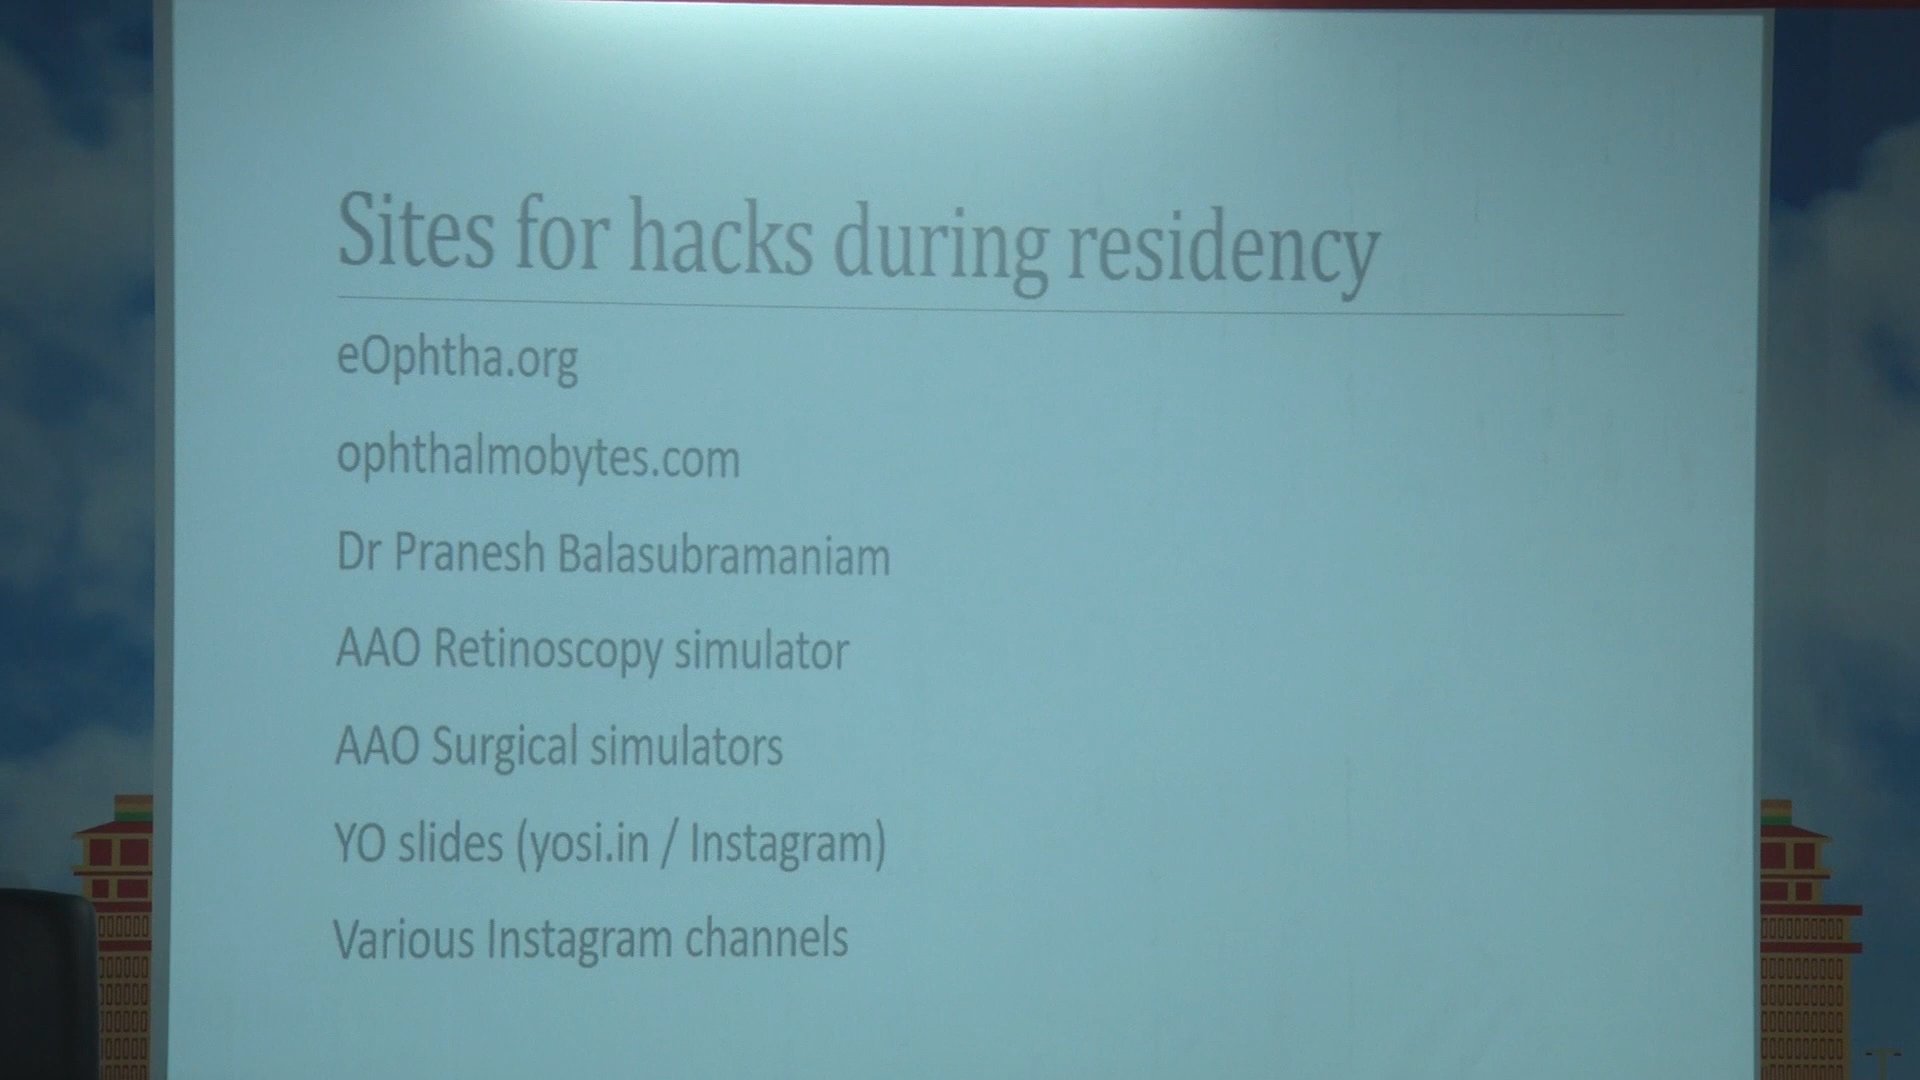 Sites for hacks during residency
eOphtha.org
ophthalmobytes.com
Dr Pranesh Balasubramaniam
AAO Retinoscopy simulator
AAO Surgical simulators
YO slides (yosi.in / Instagram)
Various Instagram channels